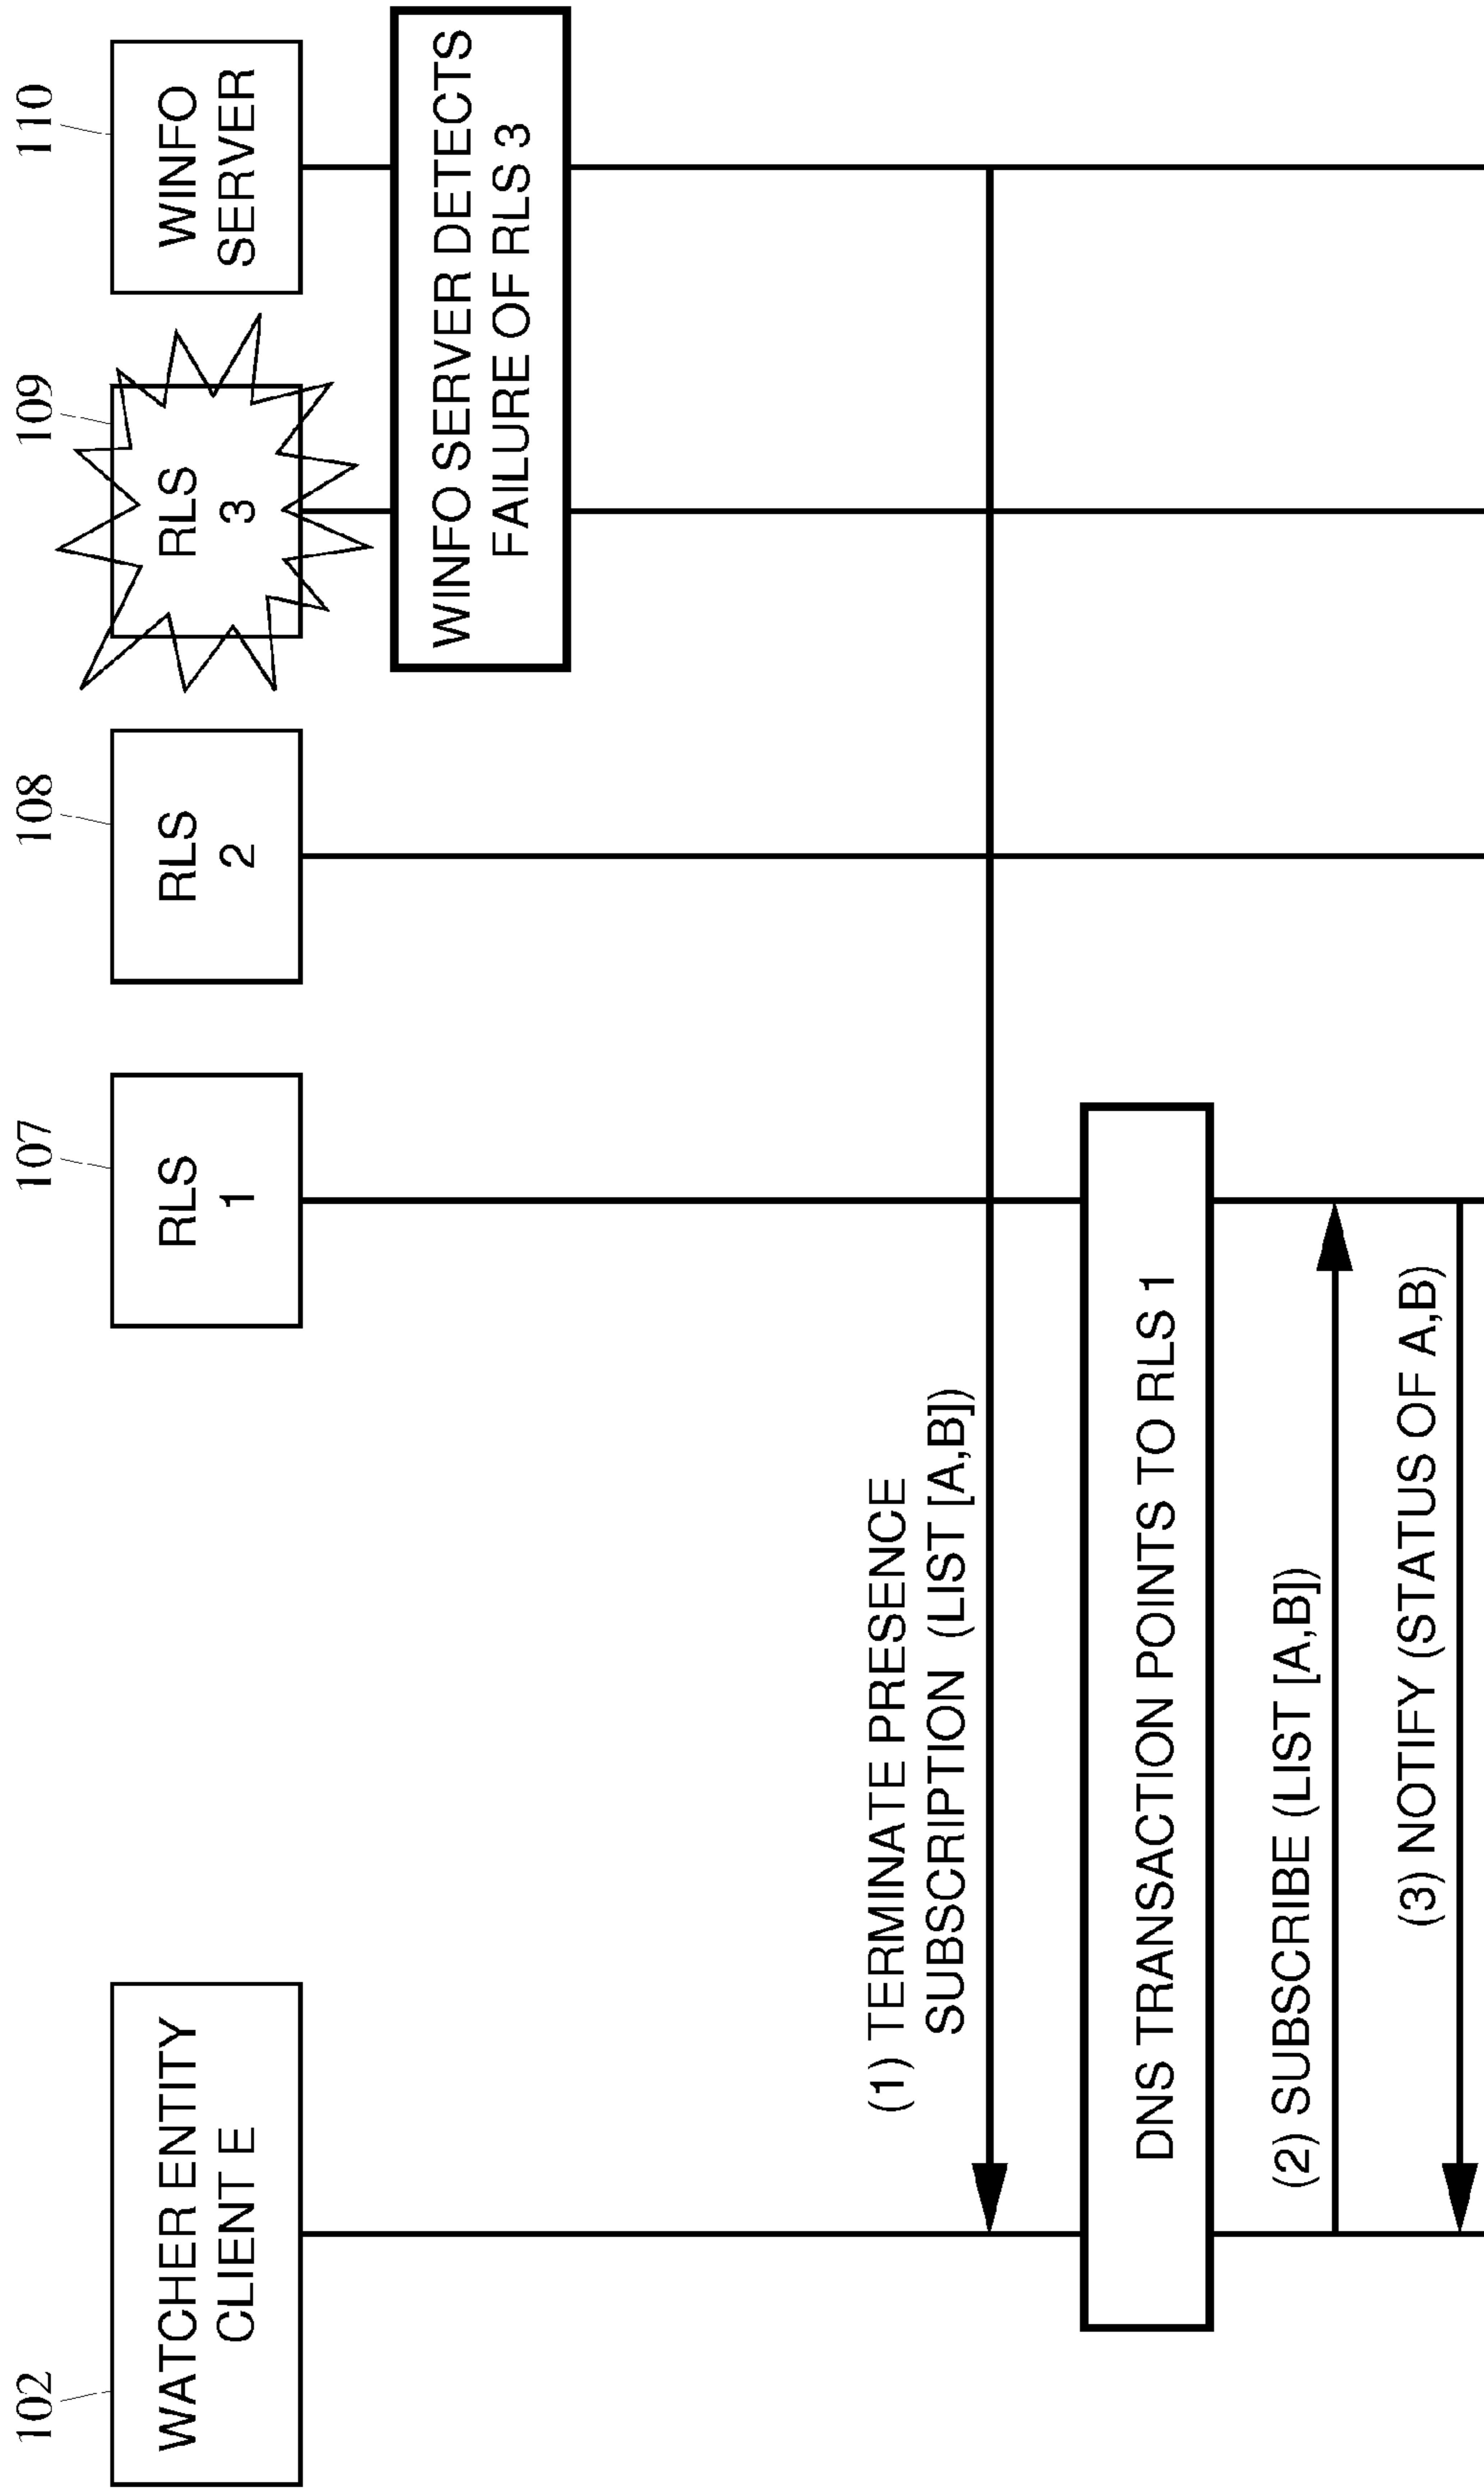 102
WATCHER ENTITY
CLIENT E
107
RLS
1
108
RLS
2
109
RLS
3
110
WINFO
SERVER
WINFO SERVER DETECTS
FAILURE OF RLS 3
(1) TERMINATE PRESENCE
SUBSCRIPTION (LIST [A,B])
DNS TRANSACTION POINTS TO RLS 1
(2) SUBSCRIBE (LIST [A,B])
(3) NOTIFY (STATUS OF A,B)